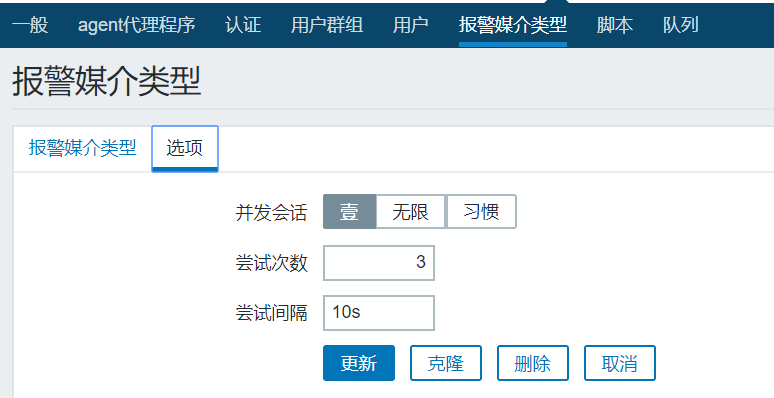 一般 agent代理程序 认证 用户群组 用户 报警媒介类型 脚本 队列
报警媒介类型
报警媒介类型 选项
并发会话 壹 无限 习惯
尝试次数 3
尝试间隔 10s
更新 克隆 删除 取消